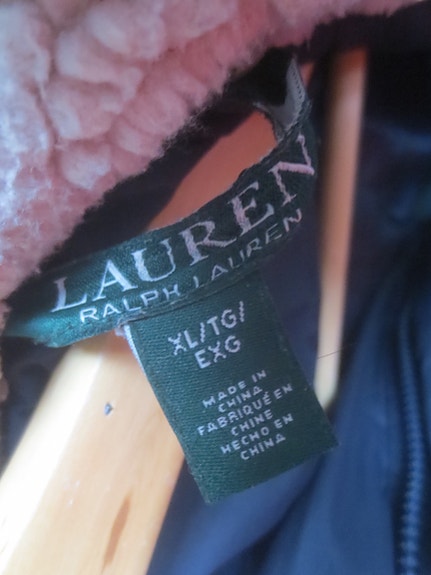 LAUREN
RALPH LAUREN
XL/TG/
EXG
MADE IN
CHINA
FABRIQUÉ EN
CHINE
HECHO EN
CHINA